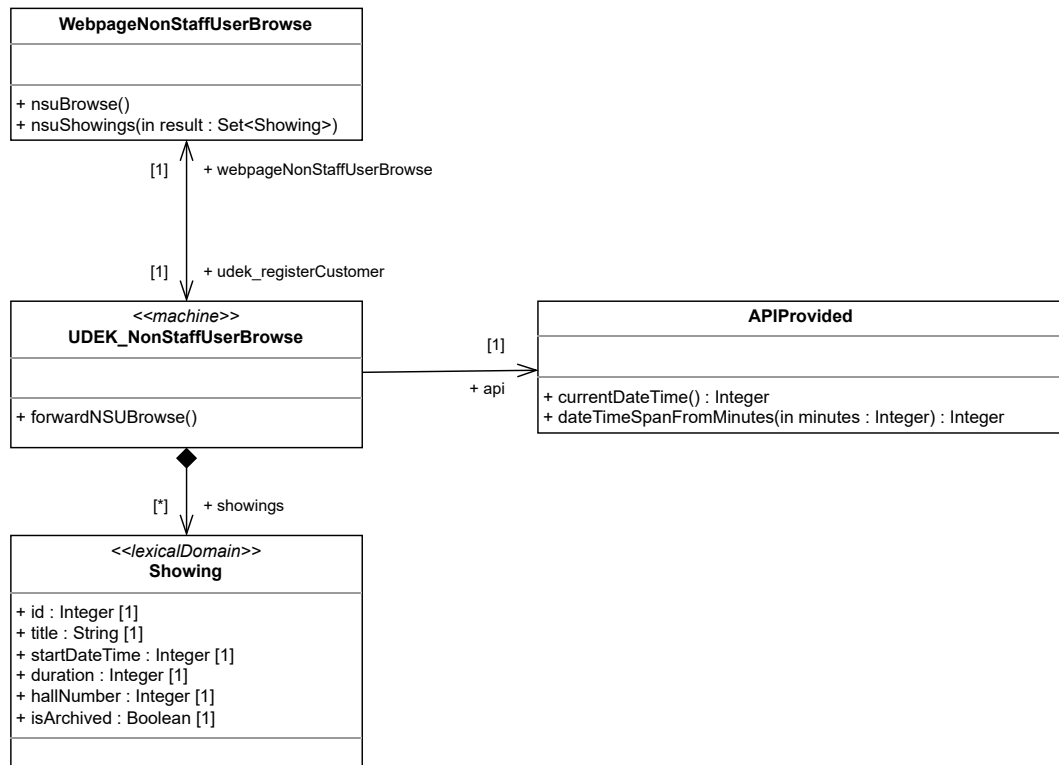 WebpageNonStaffUserBrowse
+ nsuBrowse()
+ nsuShowings(in result : Set<Showing>)
[1] + webpageNonStaffUserBrowse
[1] + udek_registerCustomer
<<machine>>
UDEK_NonStaffUserBrowse
+ forwardNSUBrowse()
[1]
+ api
APIProvided
+ currentDateTime() : Integer
+ dateTimeSpanFromMinutes(in minutes : Integer) : Integer
[*] + showings
<<lexicalDomain>>
Showing
+ id : Integer [1]
+ title : String [1]
+ startDateTime : Integer [1]
+ duration : Integer [1]
+ hallNumber : Integer [1]
+ isArchived : Boolean [1]